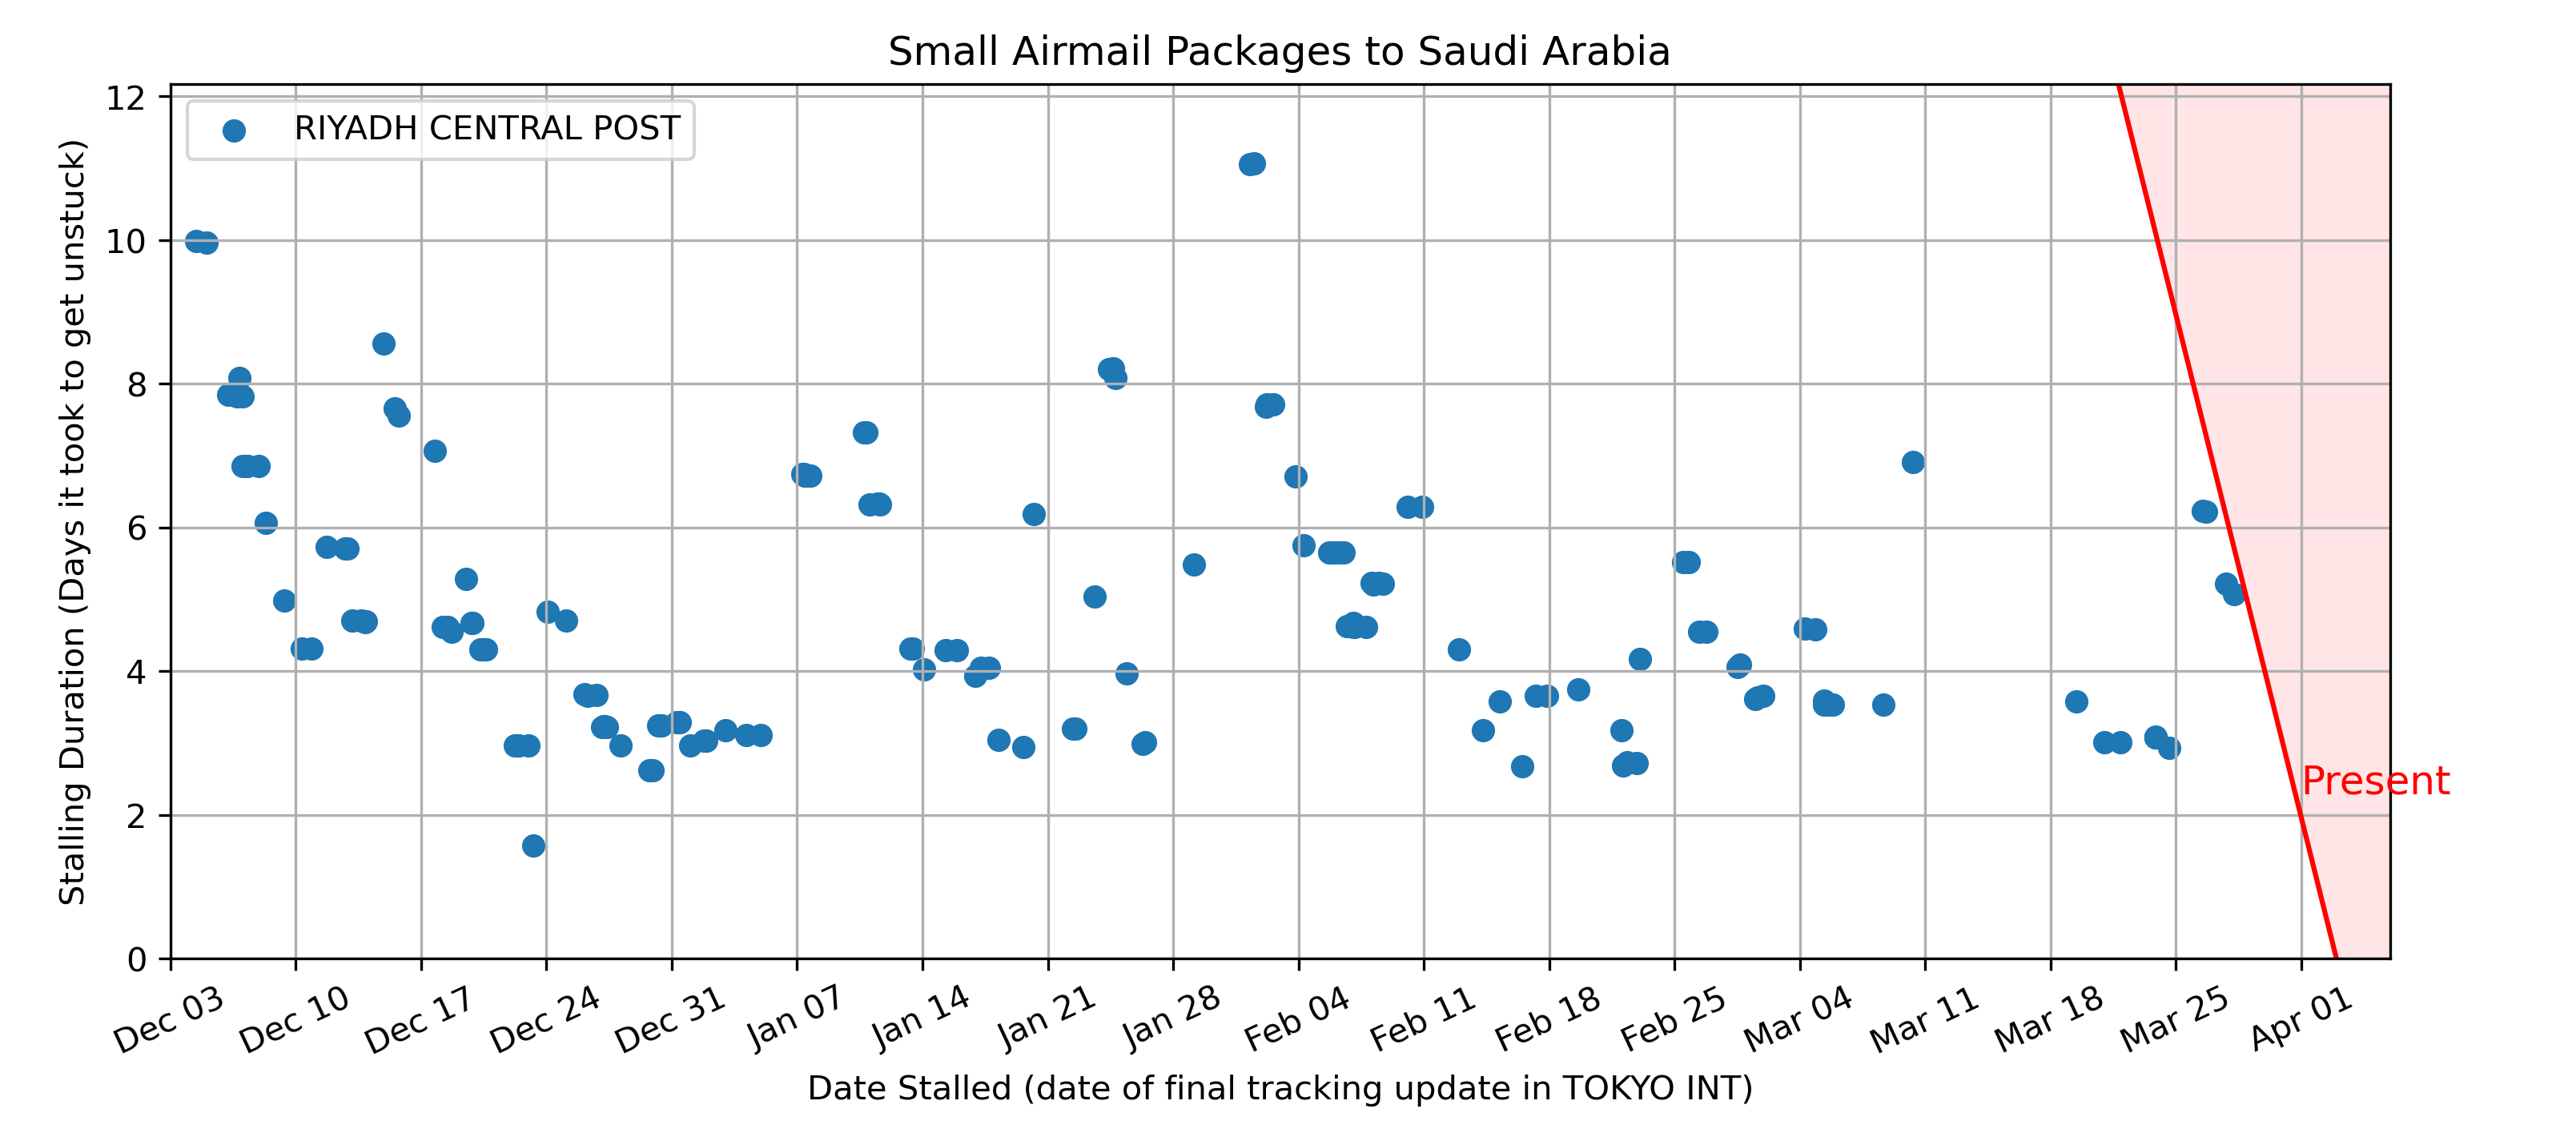 Small Airmail Packages to Saudi Arabia
RIYADH CENTRAL POST
Stalling Duration (Days it took to get unstuck)
12
10
8
6
4
2
0
Present
Dec 03
Dec 10
Dec 17
Dec 24
Dec 31
Jan 07
Jan 14
Jan 21
Jan 28
Feb 04
Feb 11
Feb 18
Feb 25
Mar 04
Mar 11
Mar 18
Mar 25
Apr 01
Date Stalled (date of final tracking update in TOKYO INT)